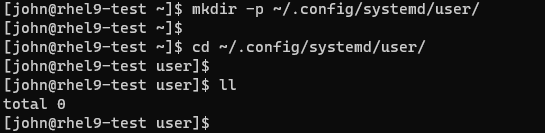 [john@rhel9-test ~]$ mkdir -p ~/.config/systemd/user/
[john@rhel9-test ~]$
[john@rhel9-test ~]$ cd ~/.config/systemd/user/
[john@rhel9-test user]$
[john@rhel9-test user]$ ll
total 0
[john@rhel9-test user]$